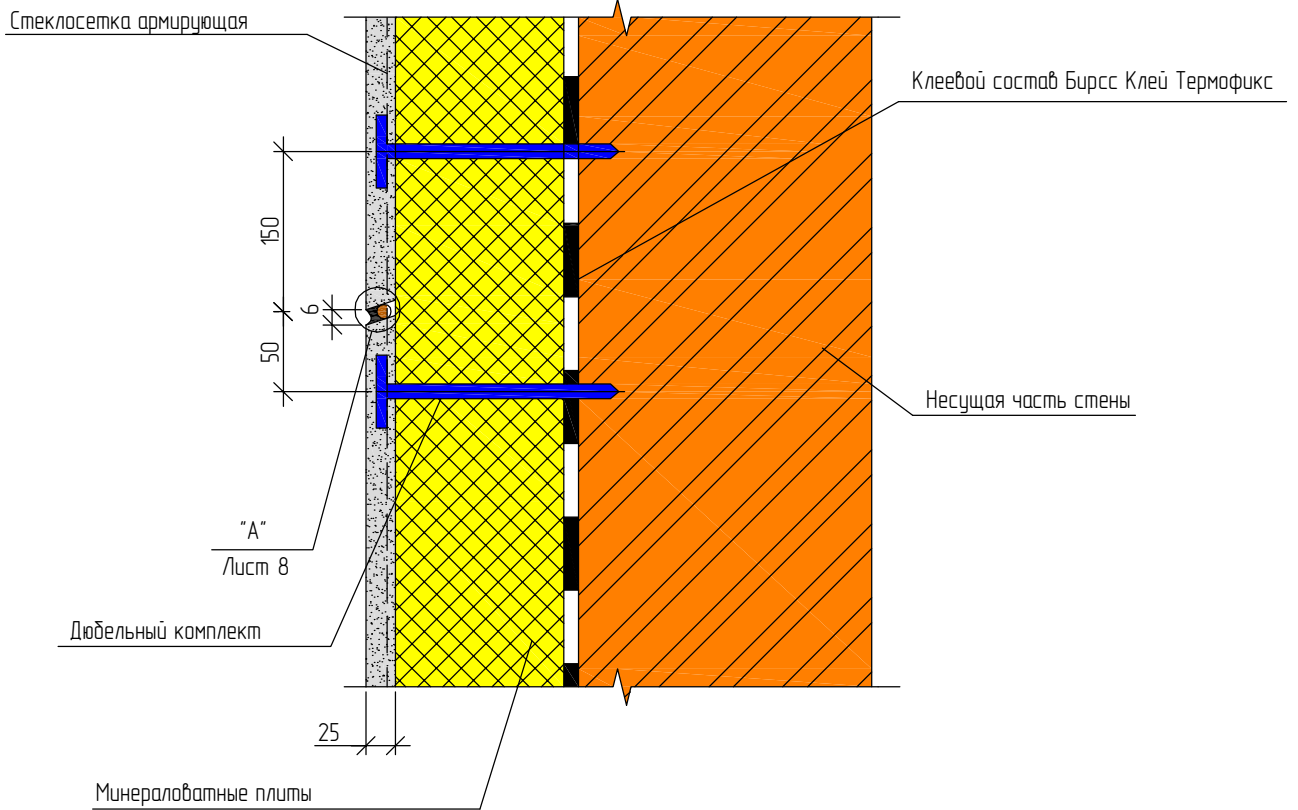 Стеклосетка армирующая
Клеевой состав Бирсс Клей Термофикс
150
6
50
Несущая часть стены
"А"
Лист 8
Дюбельный комплект
25
Минераловатные плиты